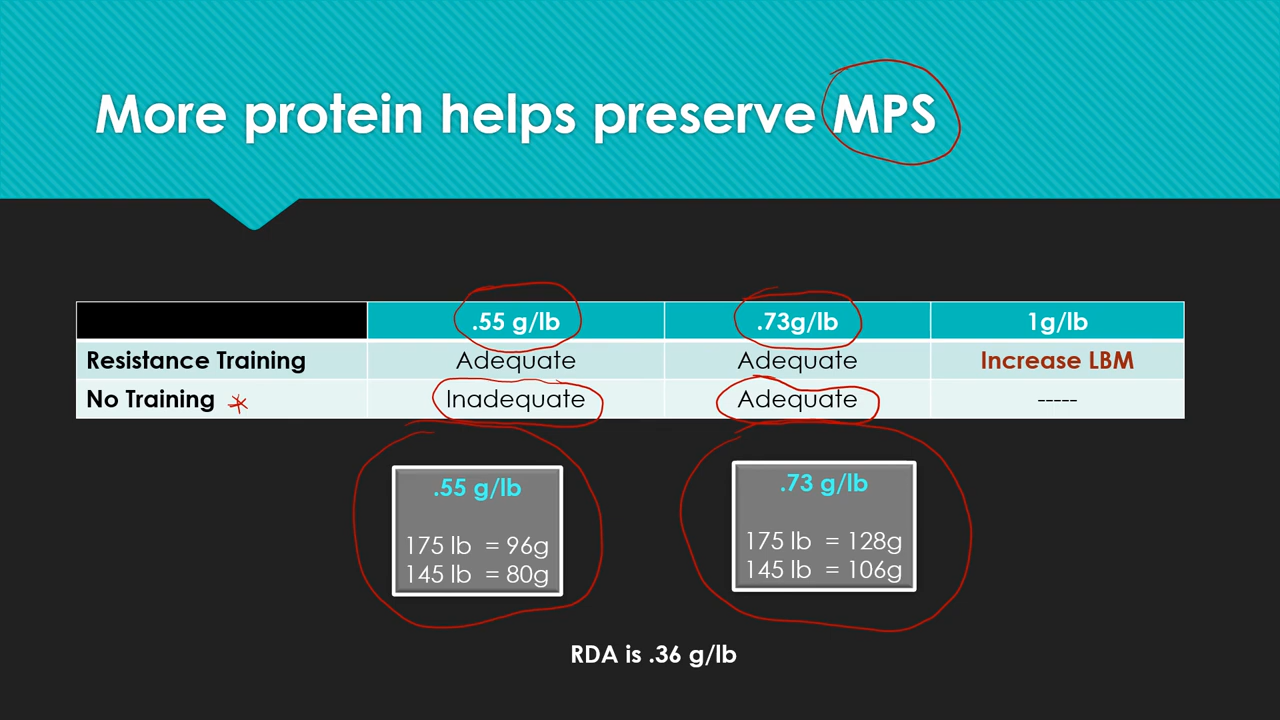 More protein helps preserve MPS
.55 g/lb .73g/lb 1g/lb
Resistance Training Adequate Adequate Increase LBM
No Training * Inadequate Adequate -----
.55 g/lb
175 lb = 96g
145 lb = 80g
.73 g/lb
175 lb = 128g
145 lb = 106g
RDA is .36 g/lb